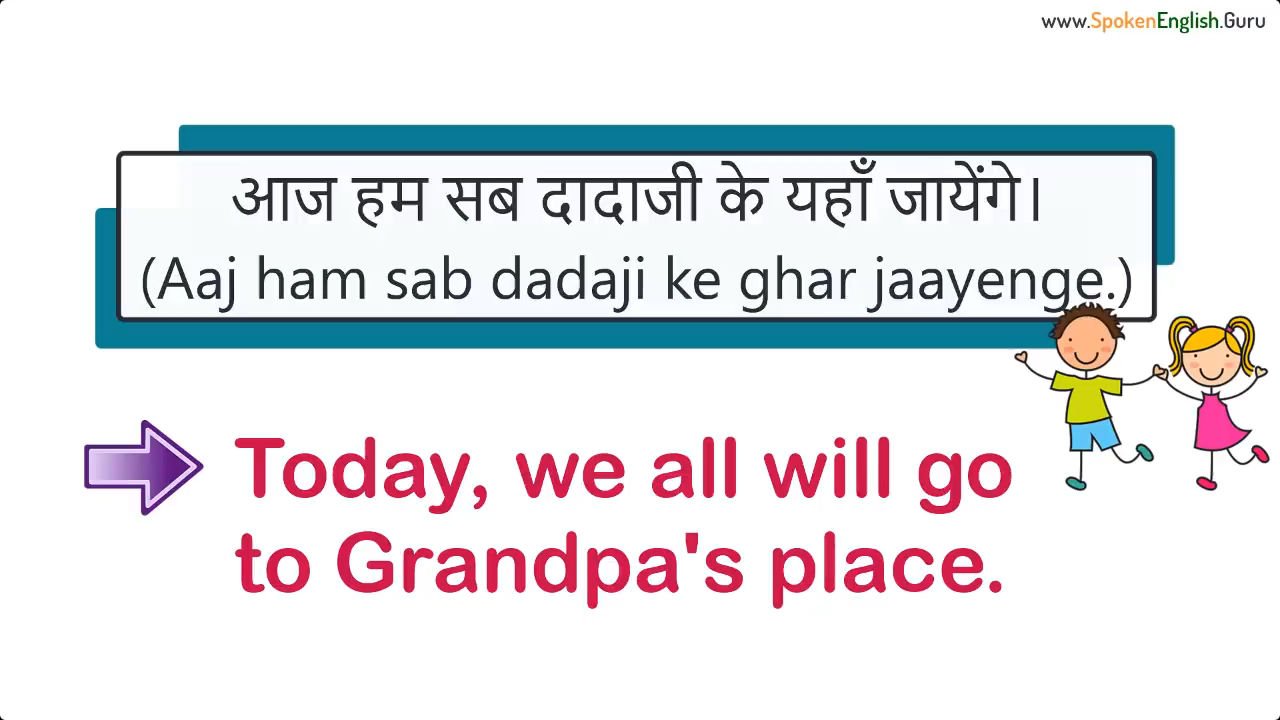 www.SpokenEnglish.Guru
आज हम सब दादाजी के यहाँ जायेंगे।
(Aaj ham sab dadaji ke ghar jaayenge.)
Today, we all will go
to Grandpa's place.